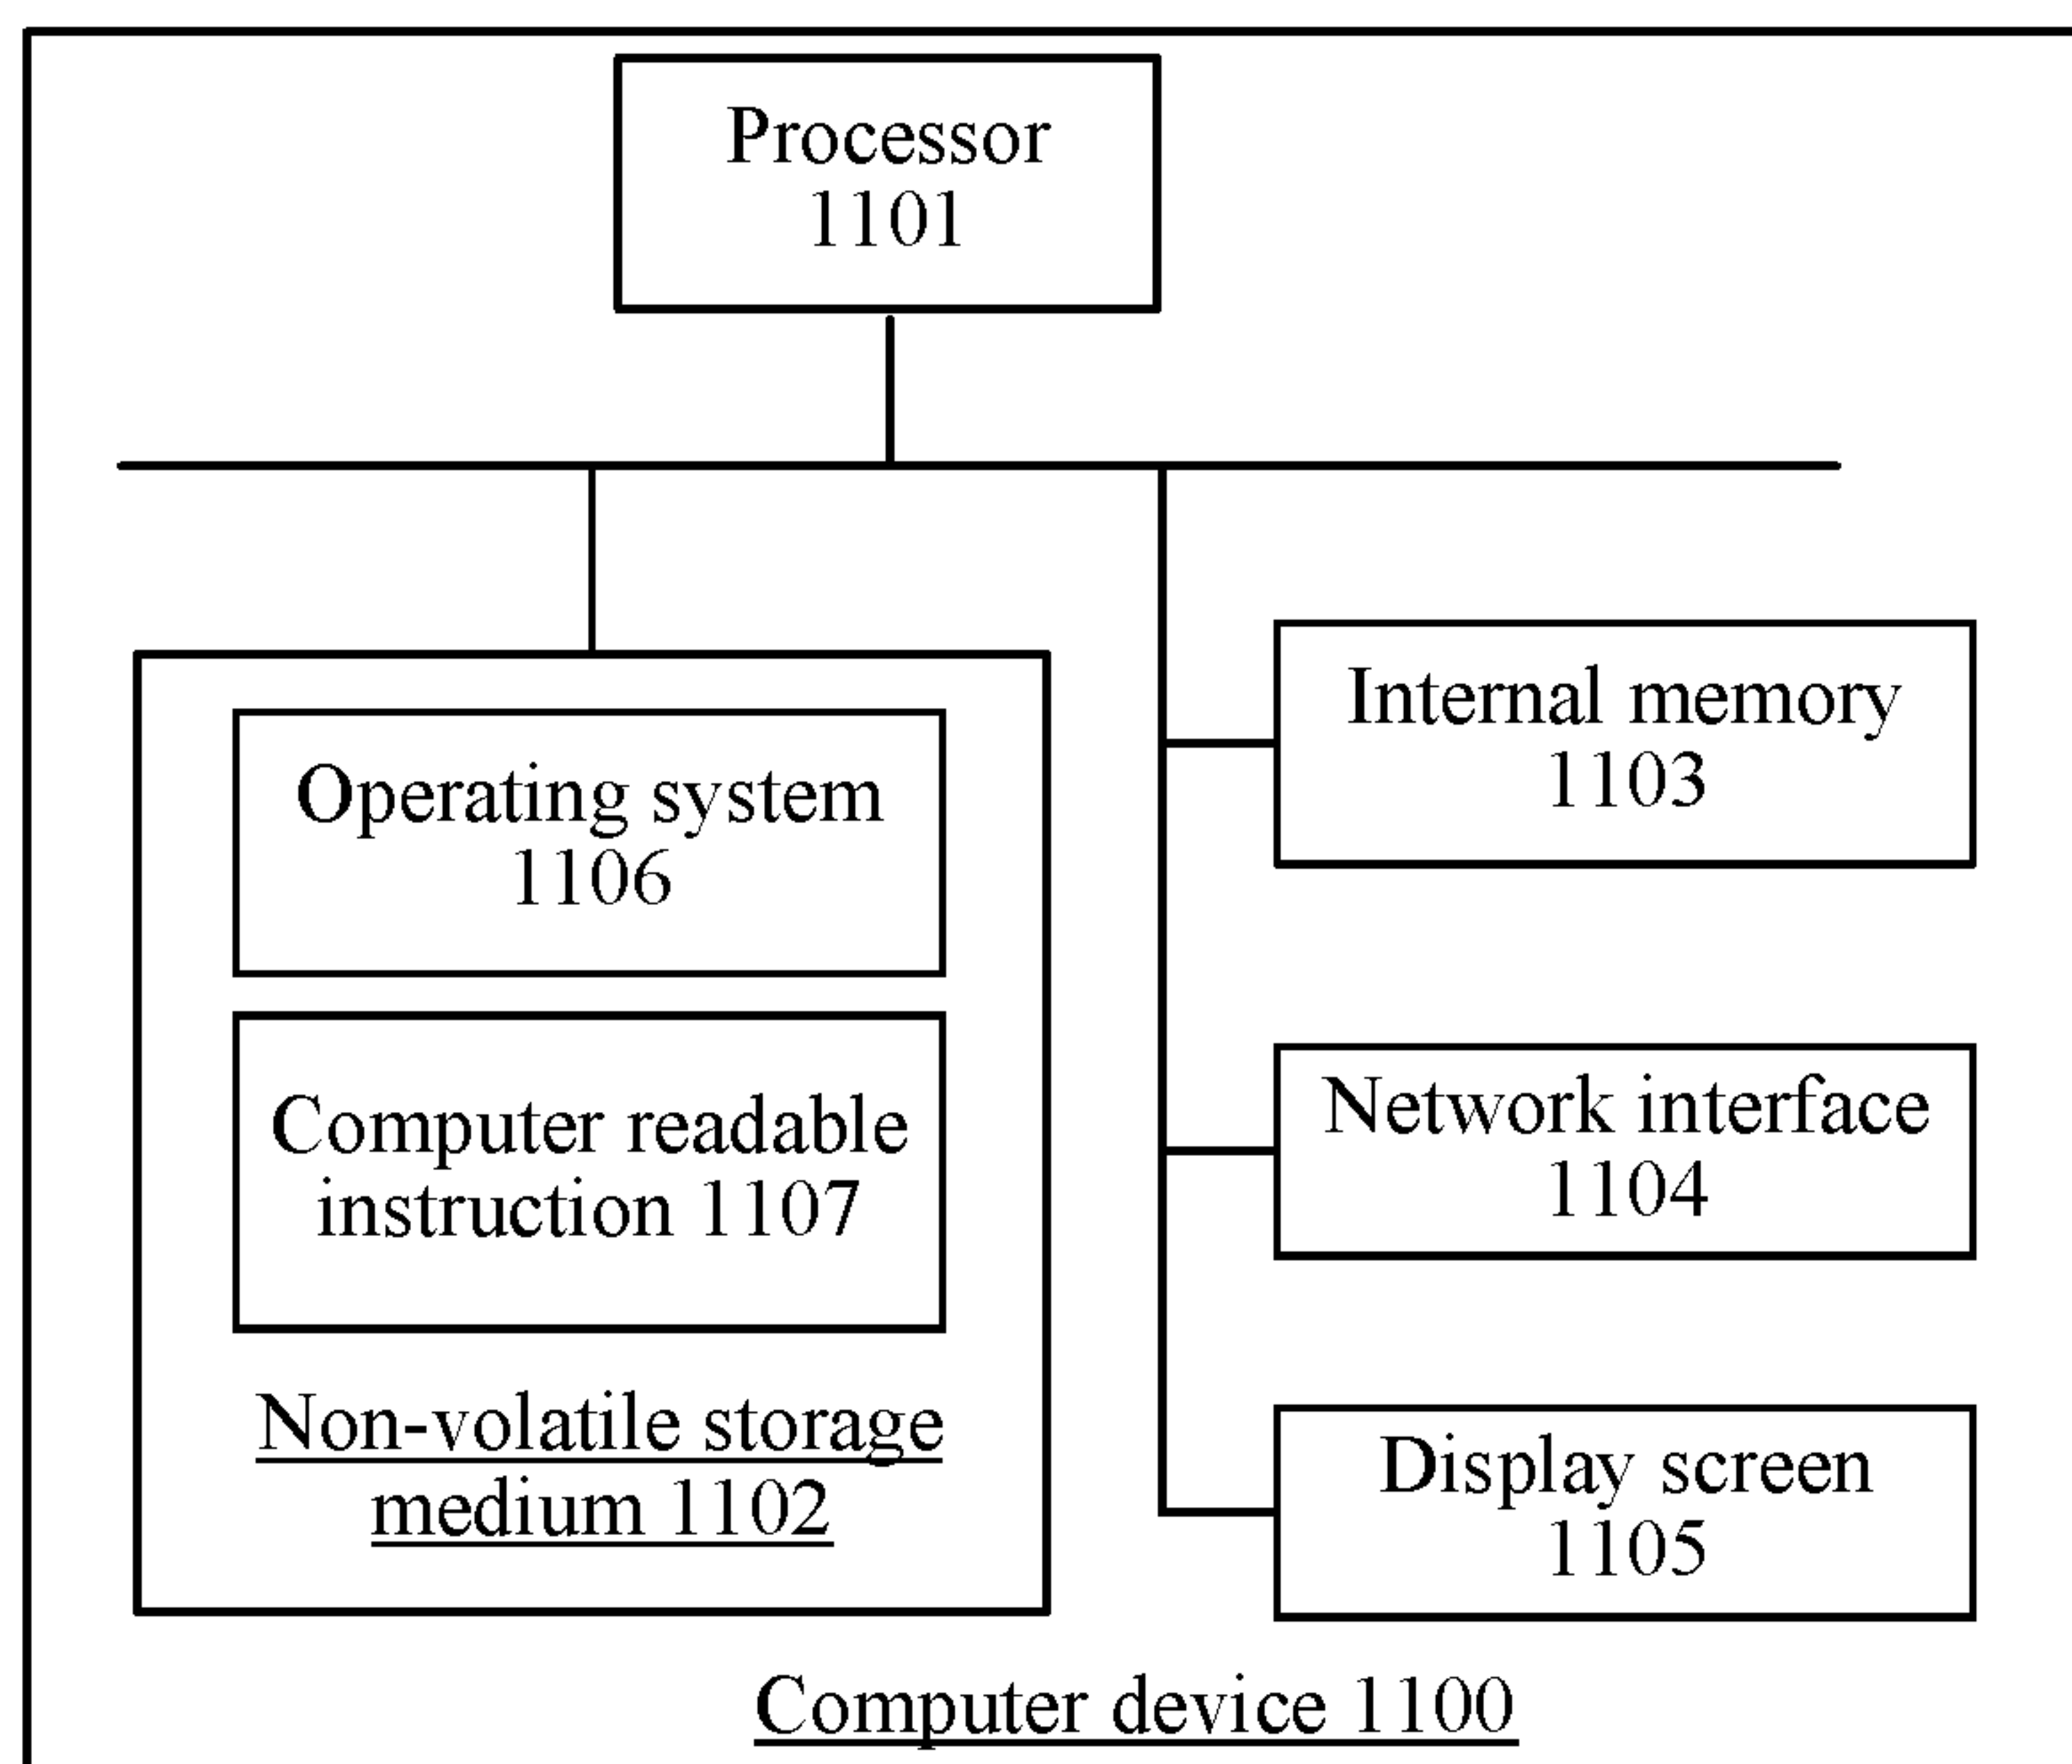 Processor
1101
Operating system
1106
Computer readable
instruction 1107
Non-volatile storage
medium 1102
Internal memory
1103
Network interface
1104
Display screen
1105
Computer device 1100